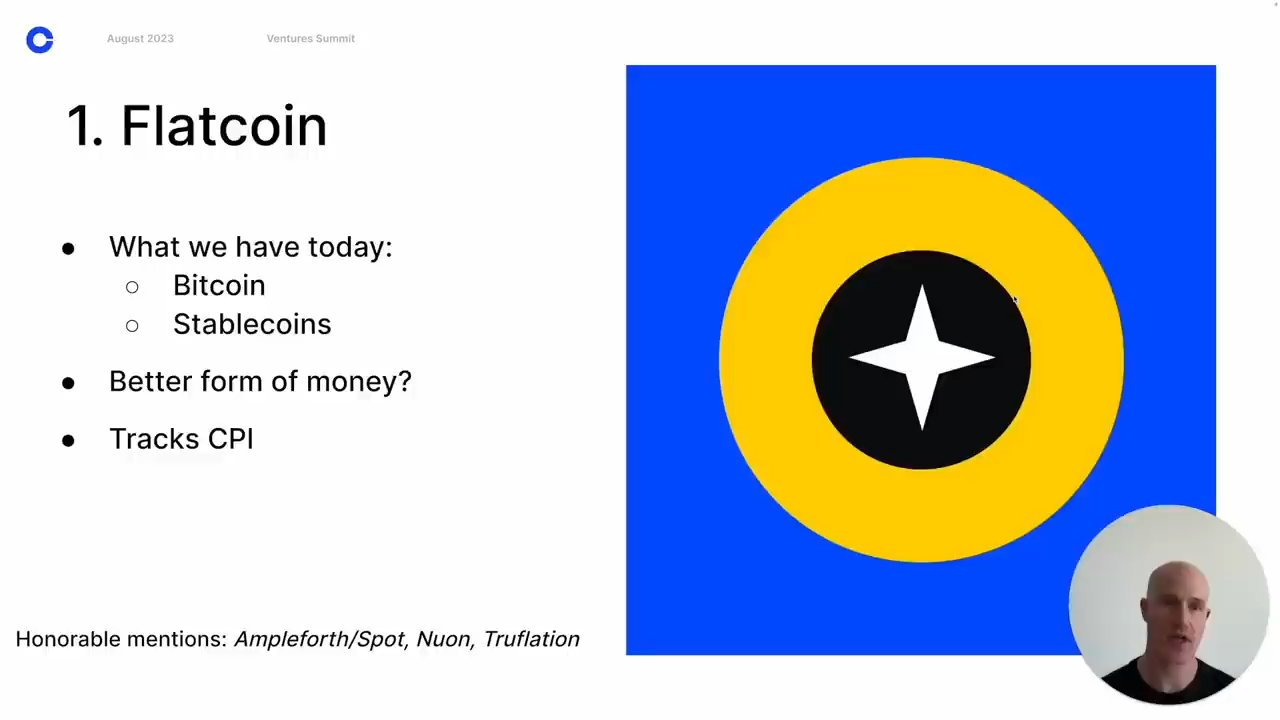 August 2023
Ventures Summit
1. Flatcoin
● What we have today:
○ Bitcoin
○ Stablecoins
● Better form of money?
● Tracks CPI
Honorable mentions: Ampleforth/Spot, Nuon, Truflation